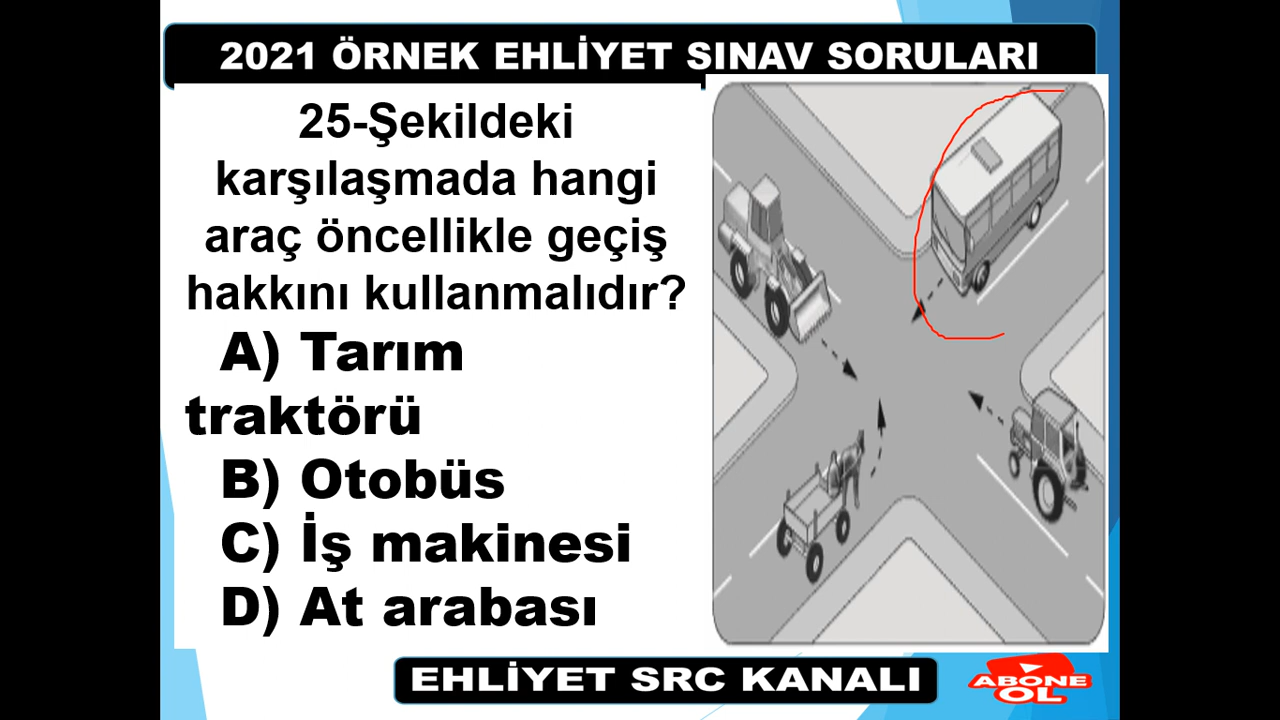 2021 ÖRNEK EHLİYET SINAV SORULARI
25-Şekildeki
karşılaşmada hangi
araç öncellikle geçiş
hakkını kullanmalıdır?
A) Tarım
traktörü
B) Otobüs
C) İş makinesi
D) At arabası
EHLİYET SRC KANALI
ABONE
OL